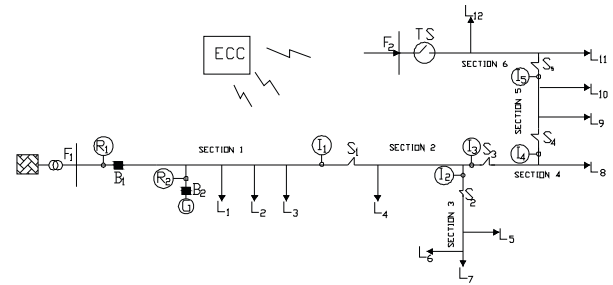 L12
F2
TS
ECC
SECTION 6
L11
S5
I5
L10
SECTION 5
L9
S4
I4
F1
R1
SECTION 1
I1
S1
SECTION 2
I3
S3
L8
SECTION 4
B1
R2
B2
G
I2
S2
L1
L2
L3
L4
SECTION 3
L5
L6
L7